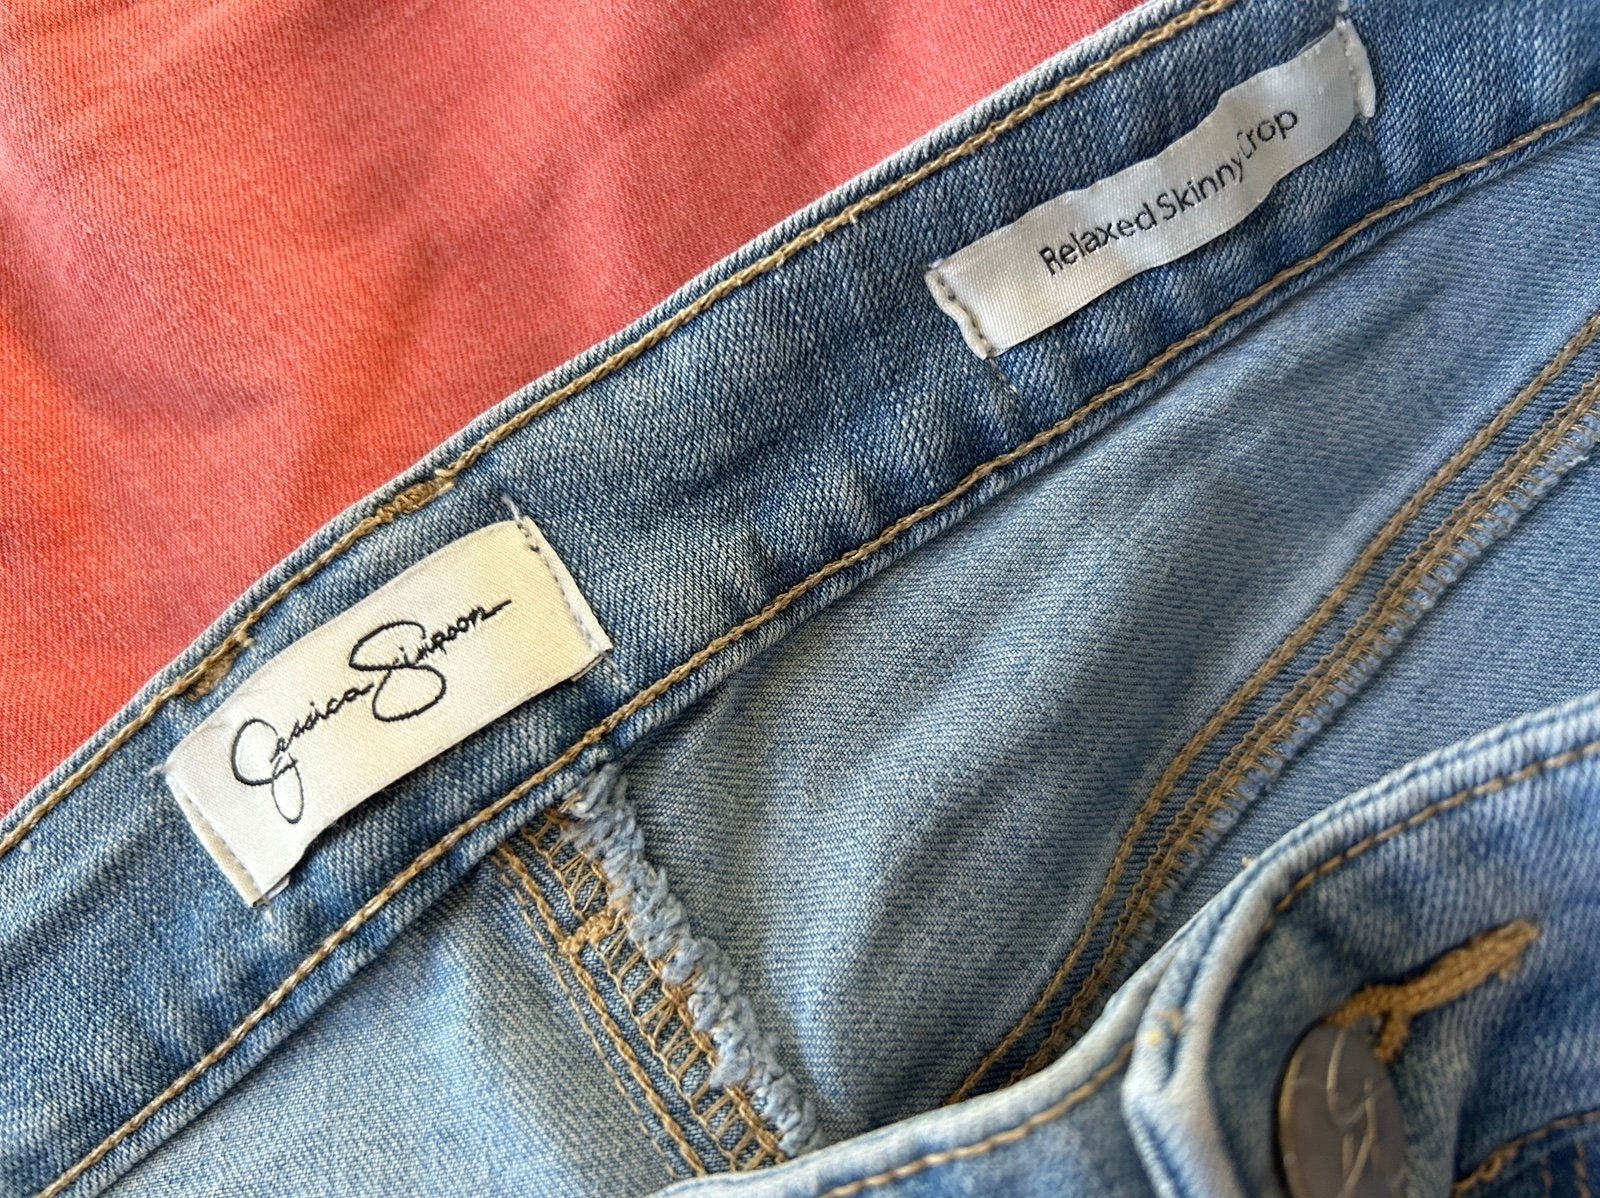 Jessica Simpson
Relaxed Skinny Crop